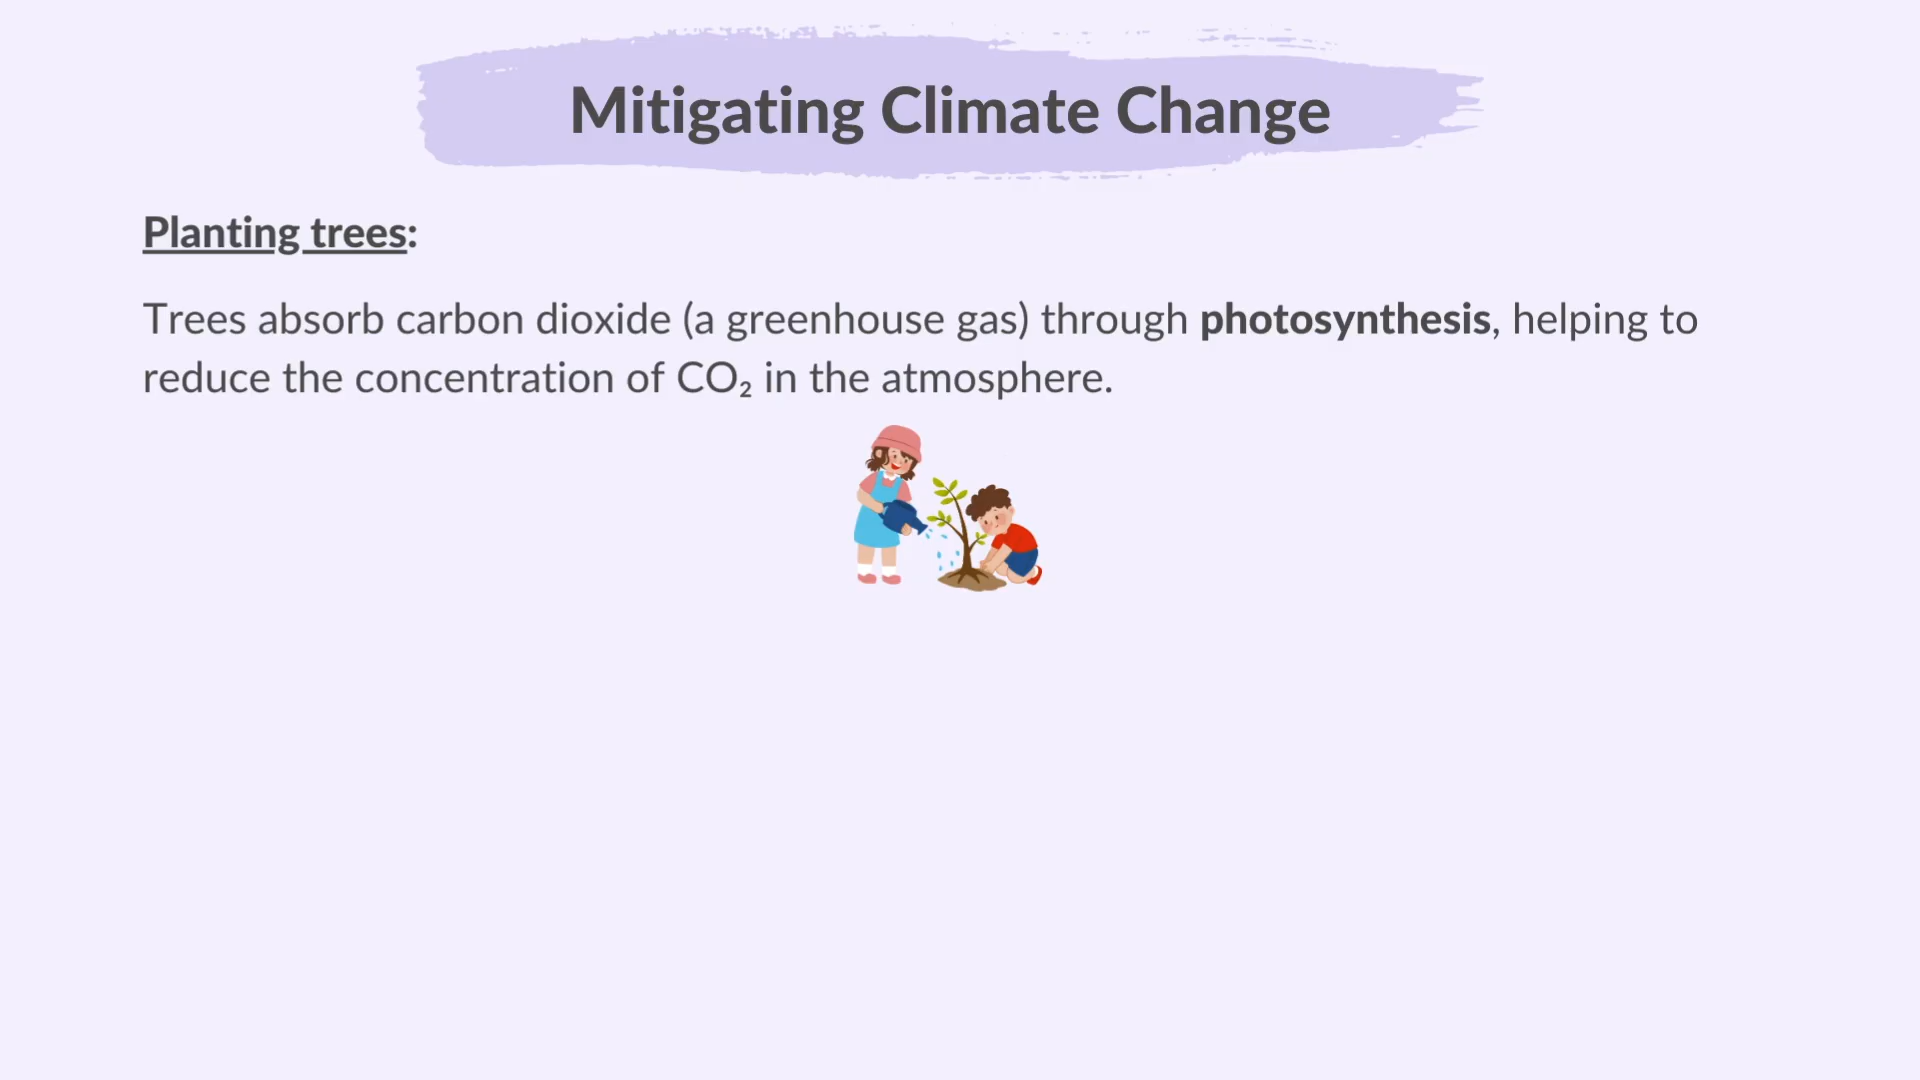 Mitigating Climate Change
Planting trees:
Trees absorb carbon dioxide (a greenhouse gas) through photosynthesis, helping to
reduce the concentration of CO₂ in the atmosphere.